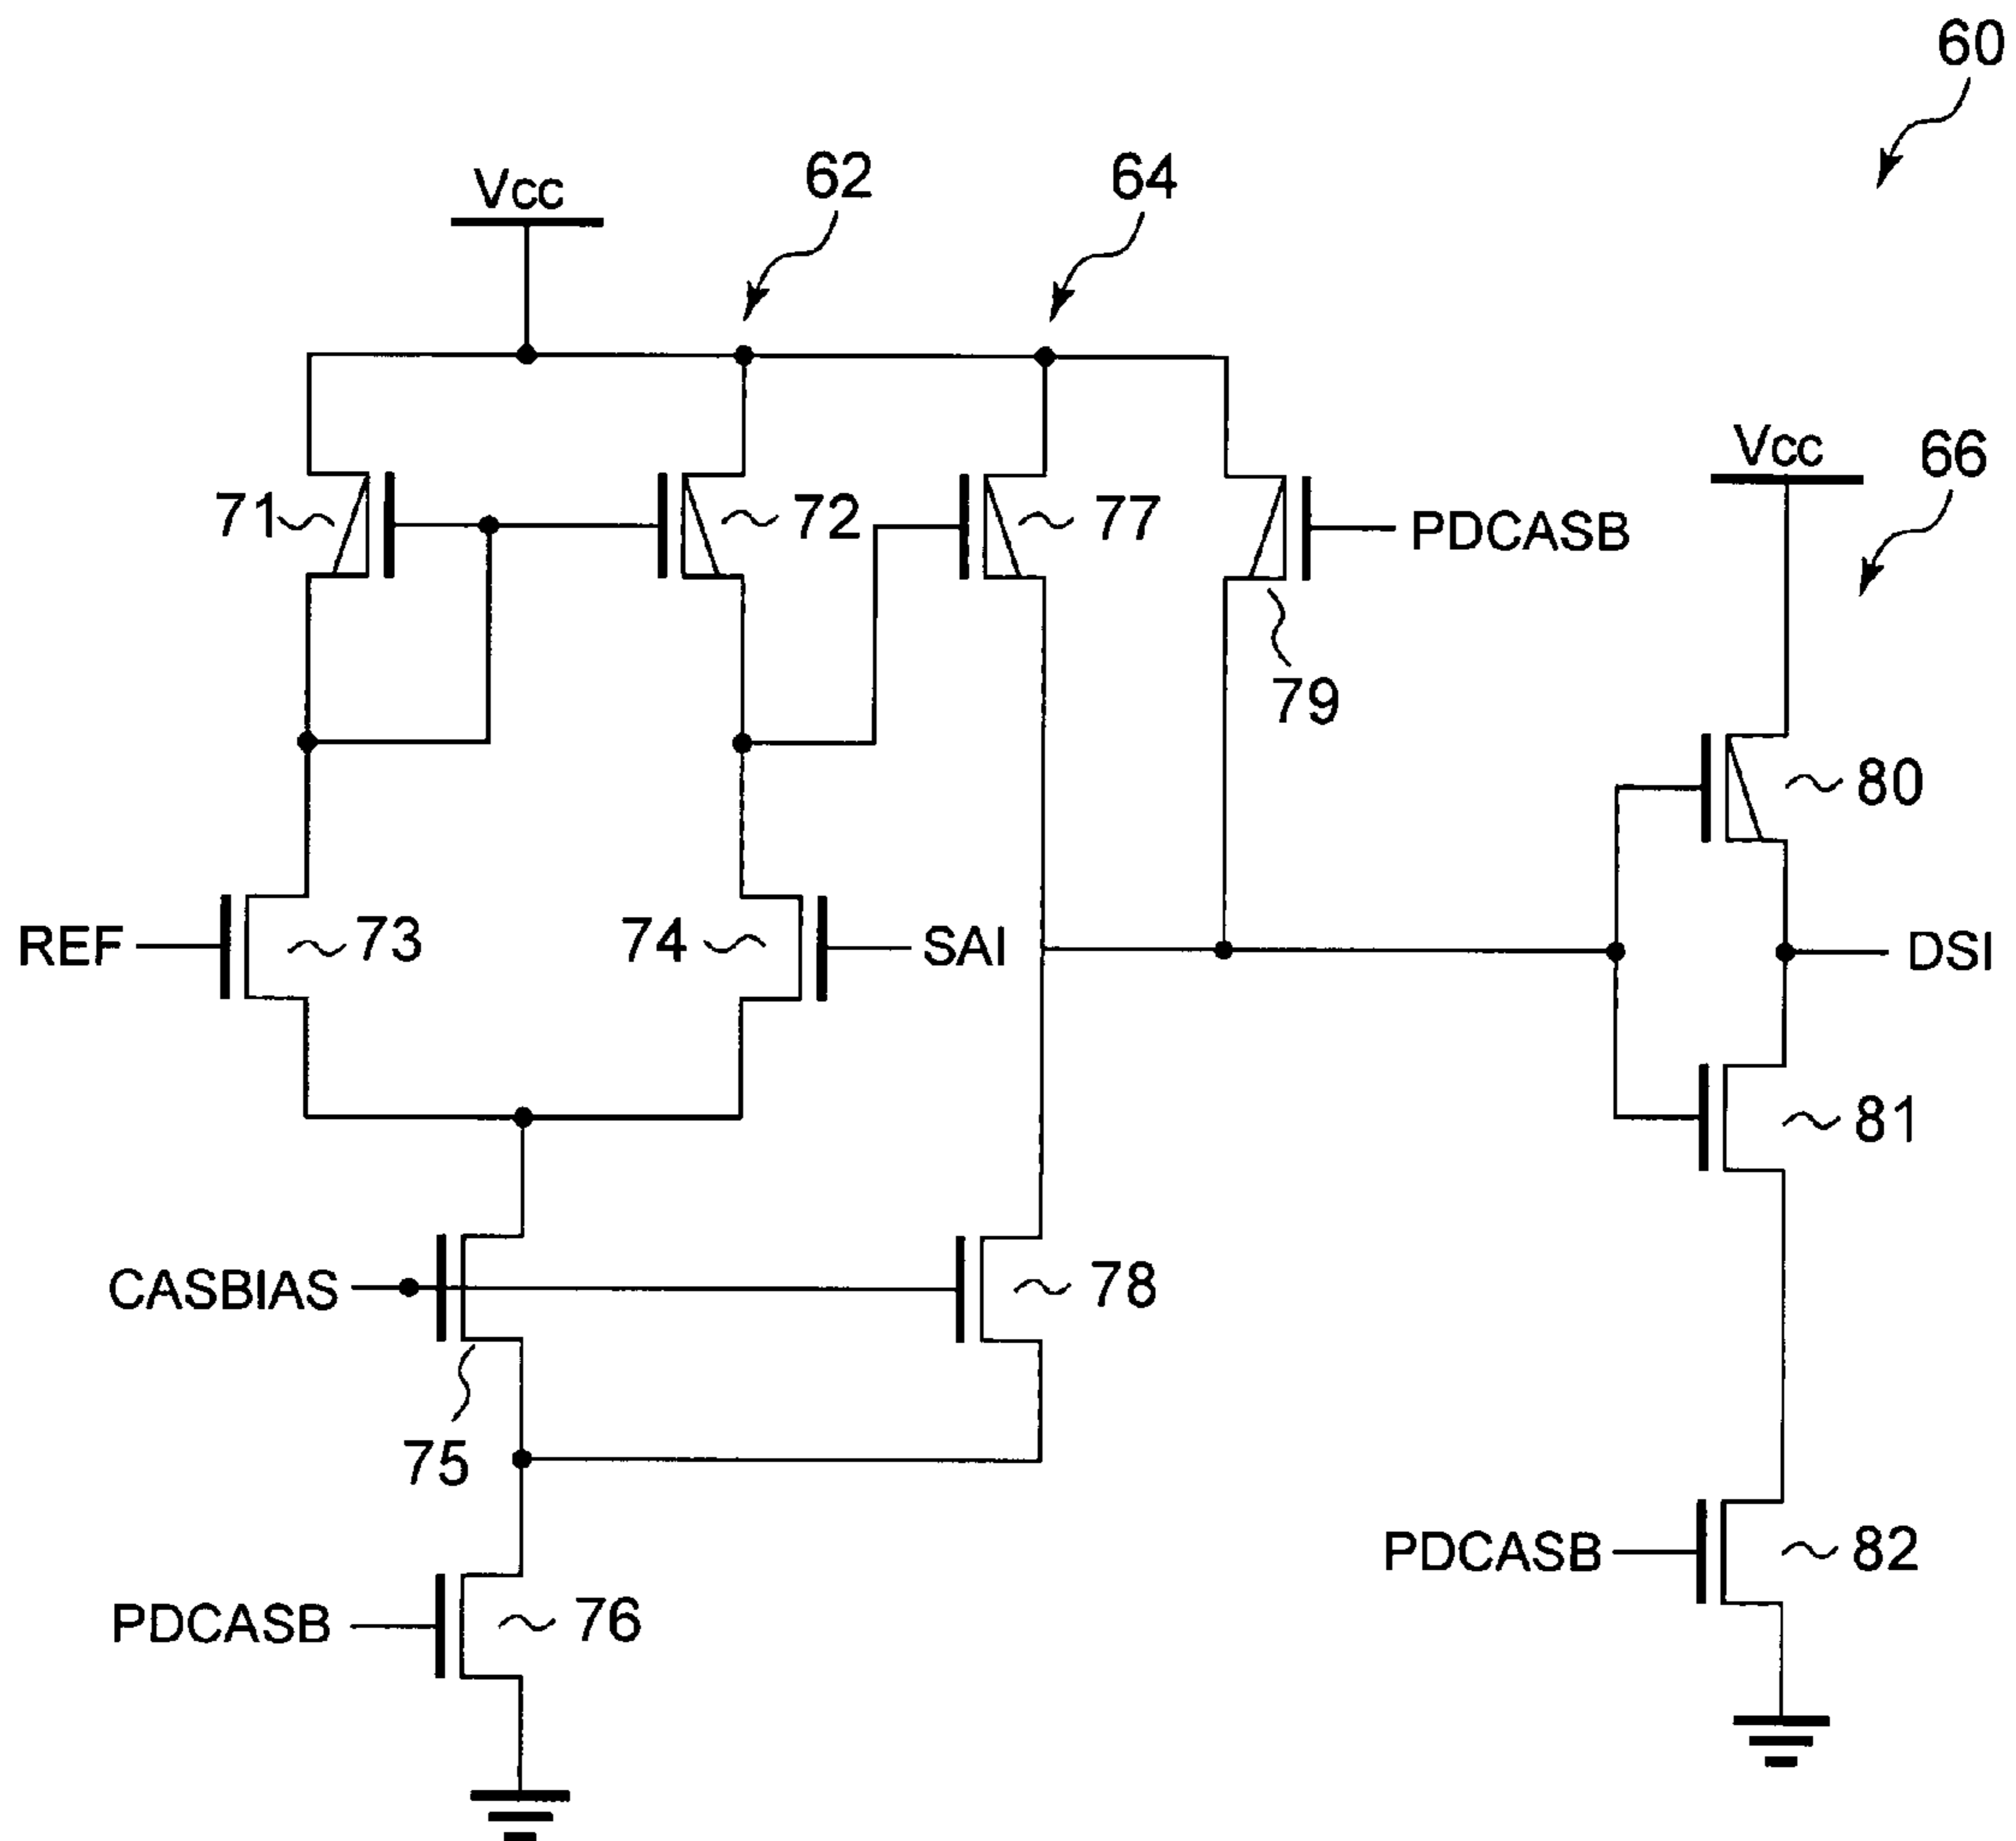 60
62
64
Vcc
66
Vcc
71
72
77
PDCASB
79
80
REF
73
74
SAI
DSI
81
CASBIAS
78
75
PDCASB
82
PDCASB
76